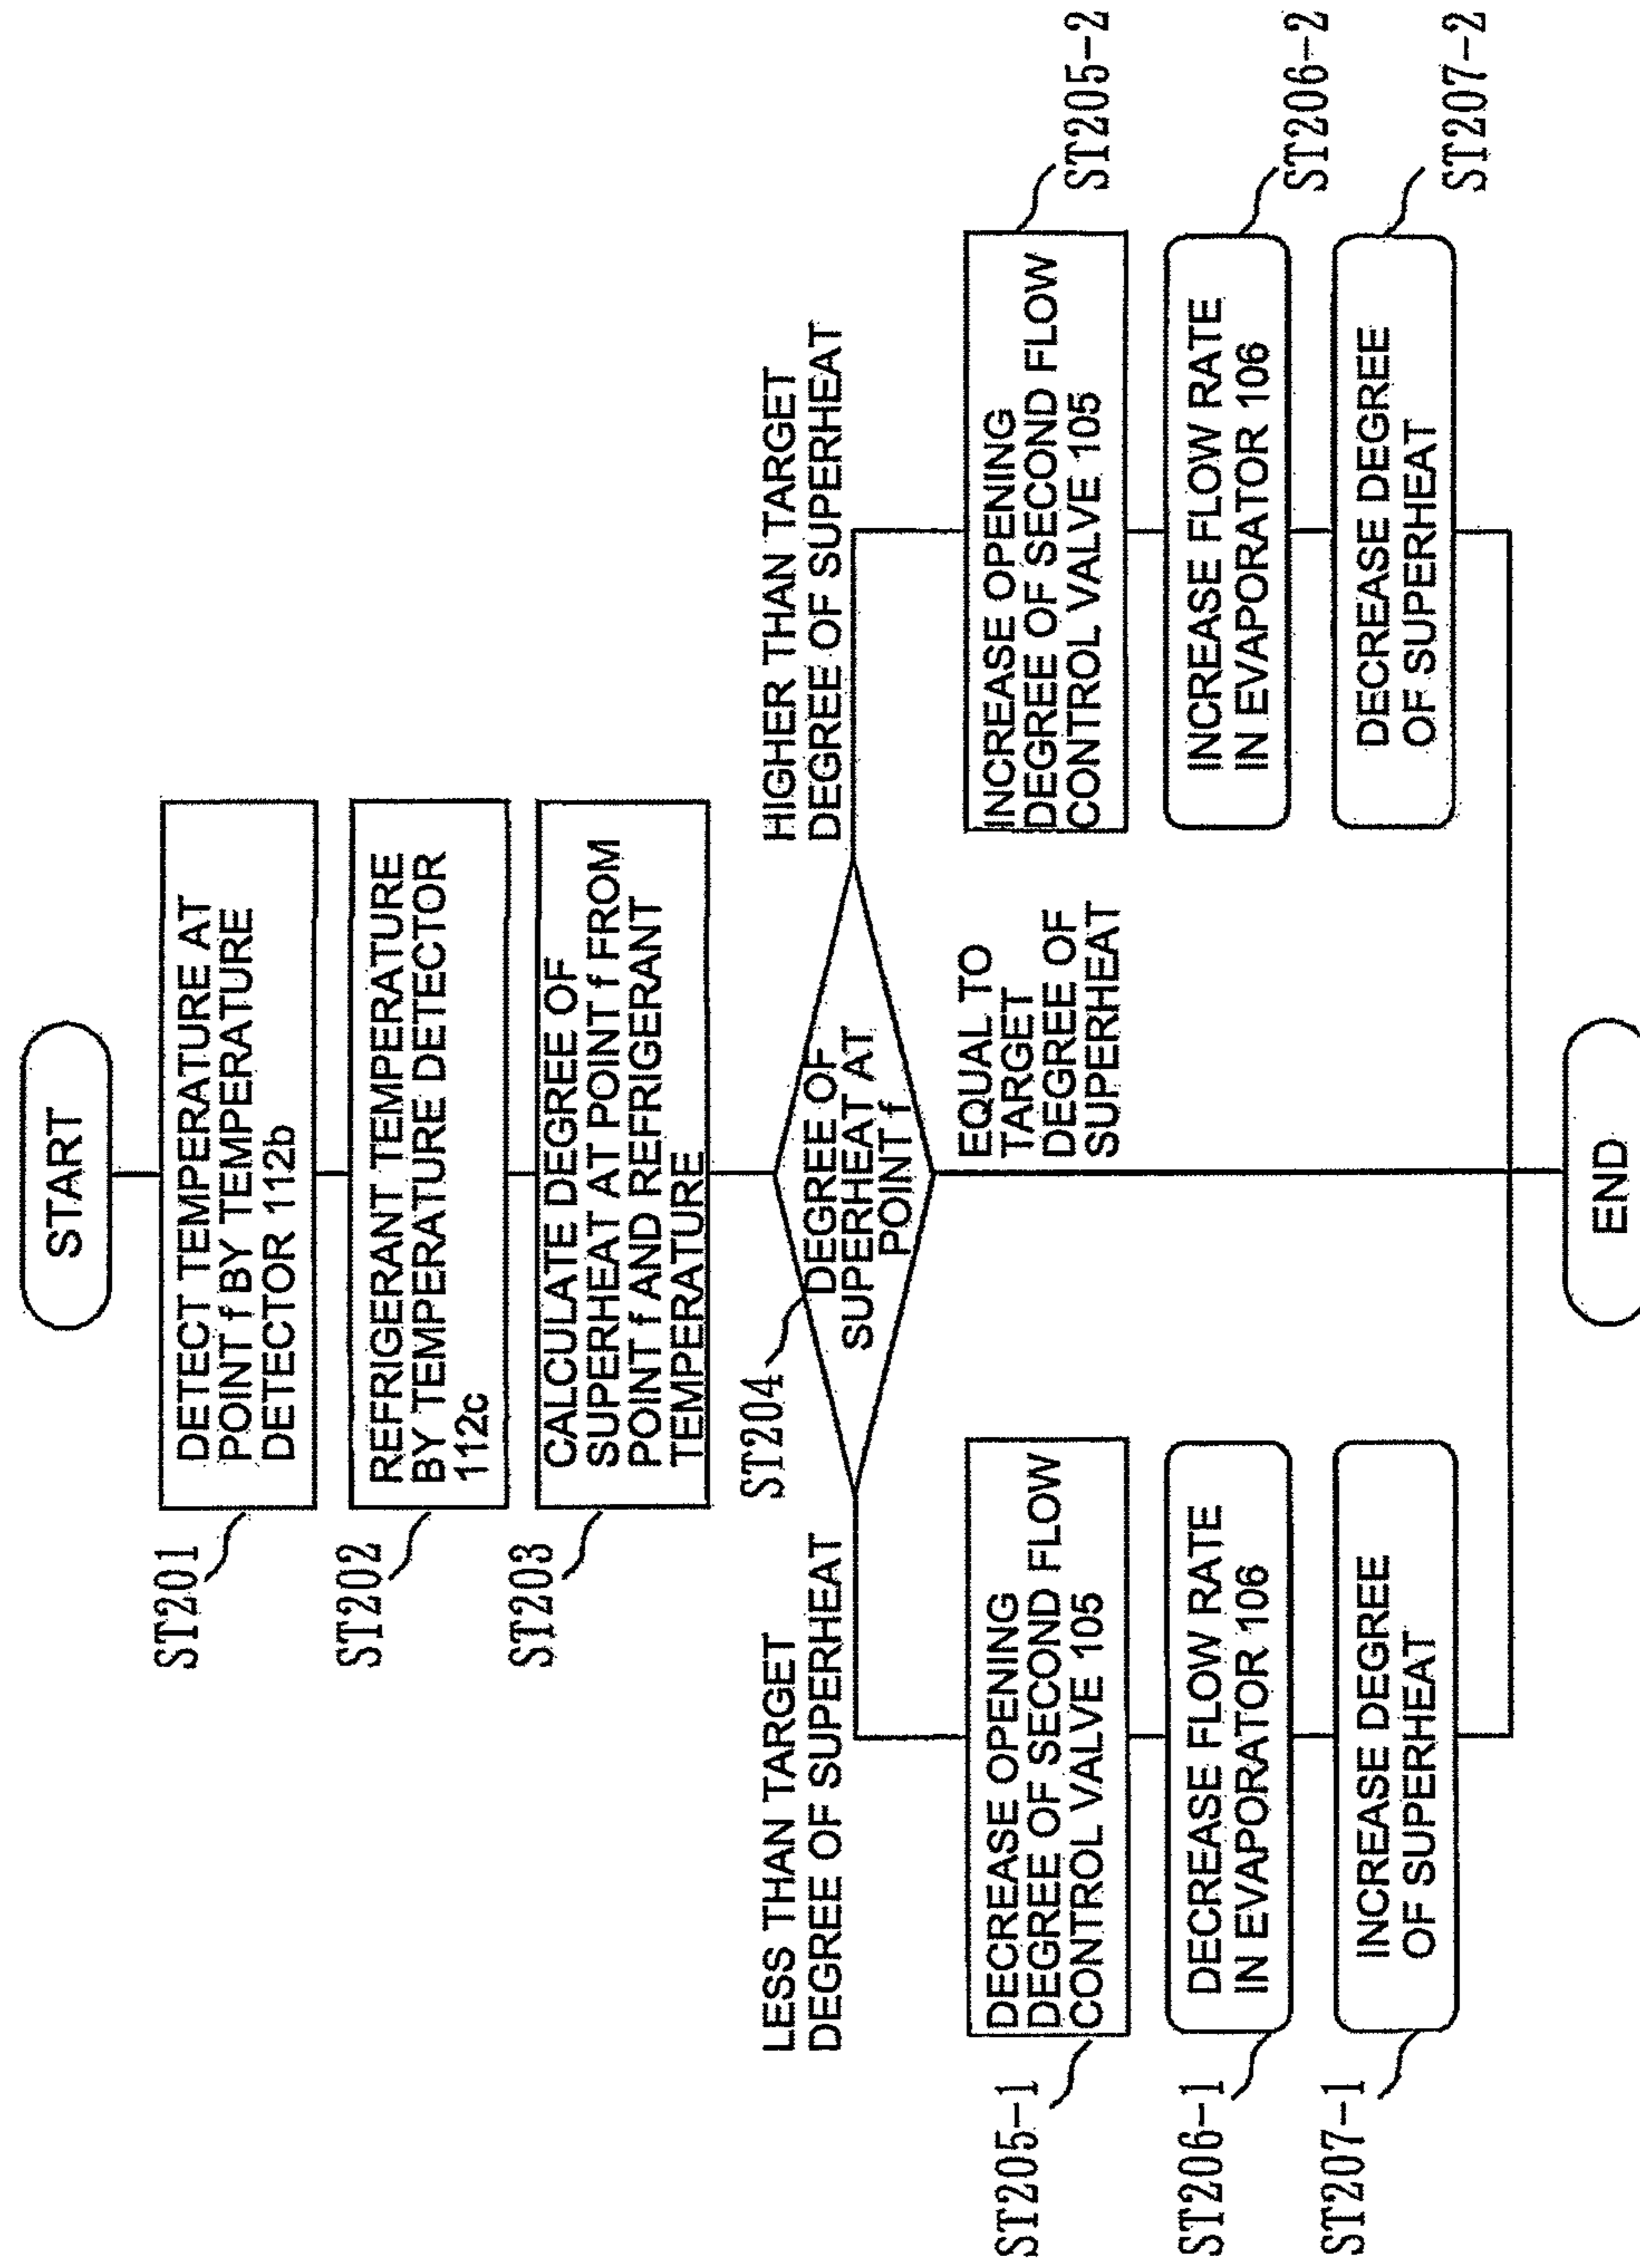 START
ST201
DETECT TEMPERATURE AT
POINT f BY TEMPERATURE
DETECTOR 112b
ST202
REFRIGERANT TEMPERATURE
BY TEMPERATURE DETECTOR
112c
ST203
CALCULATE DEGREE OF
SUPERHEAT AT POINT f FROM
POINT f AND REFRIGERANT
TEMPERATURE
ST204
DEGREE OF
SUPERHEAT AT
POINT f
LESS THAN TARGET
DEGREE OF SUPERHEAT
HIGHER THAN TARGET
DEGREE OF SUPERHEAT
EQUAL TO
TARGET
DEGREE OF
SUPERHEAT
ST205-1
DECREASE OPENING
DEGREE OF SECOND FLOW
CONTROL VALVE 105
ST206-1
DECREASE FLOW RATE
IN EVAPORATOR 106
ST207-1
INCREASE DEGREE
OF SUPERHEAT
INCREASE OPENING
DEGREE OF SECOND FLOW
CONTROL VALVE 105
ST205-2
INCREASE FLOW RATE
IN EVAPORATOR 106
ST206-2
DECREASE DEGREE
OF SUPERHEAT
ST207-2
END